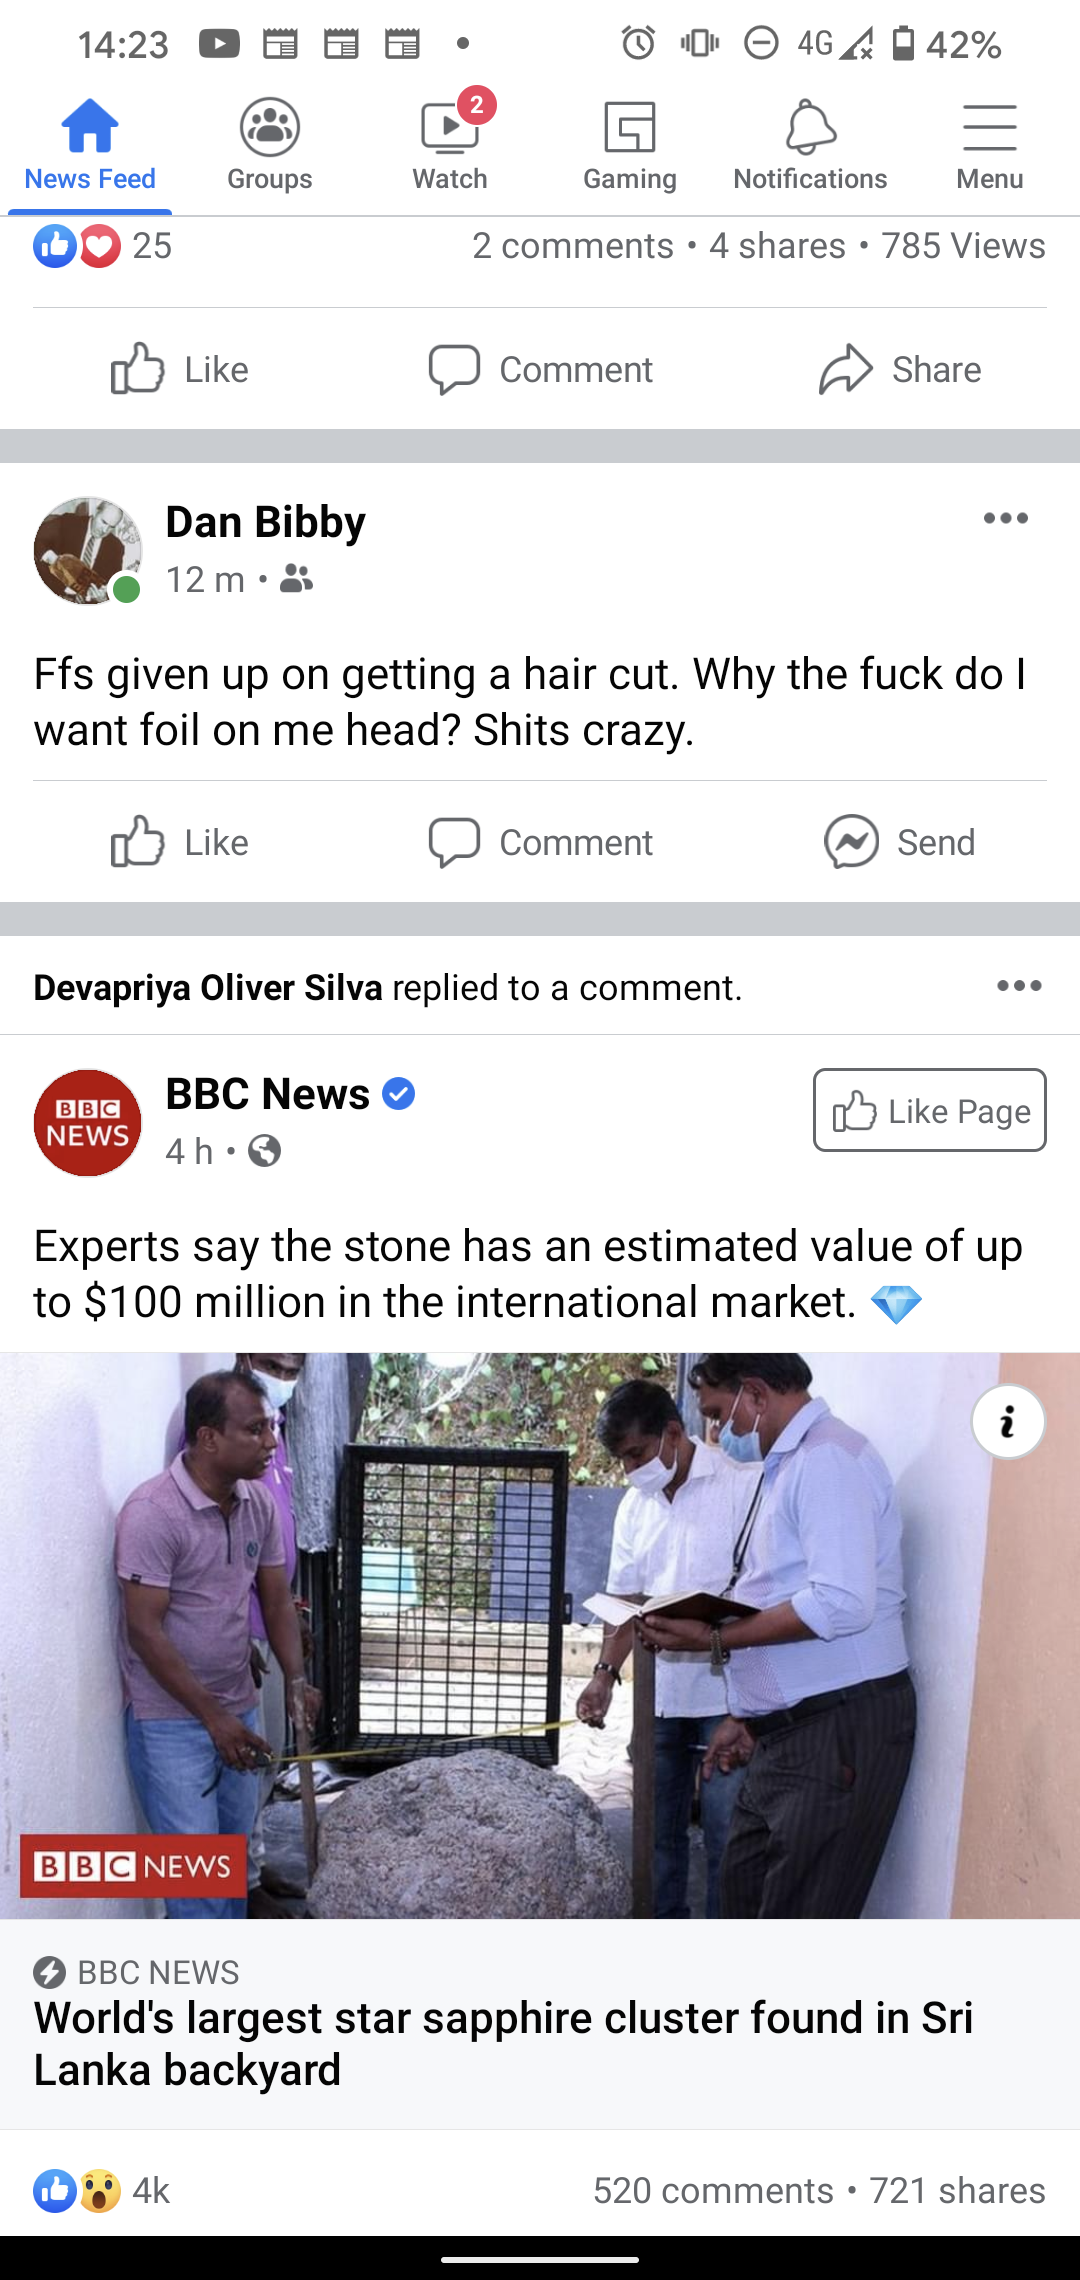 14:23 4G 42%
2
News Feed Groups Watch Gaming Notifications Menu
25 2 comments • 4 shares • 785 Views
Like Comment Share
Dan Bibby
12 m •
Ffs given up on getting a hair cut. Why the fuck do I
want foil on me head? Shits crazy.
Like Comment Send
Devapriya Oliver Silva replied to a comment.
BBC NEWS
BBC News
Like Page
4 h •
Experts say the stone has an estimated value of up
to $100 million in the international market. 💎
i
BBC NEWS
BBC NEWS
World's largest star sapphire cluster found in Sri
Lanka backyard
4k 520 comments • 721 shares